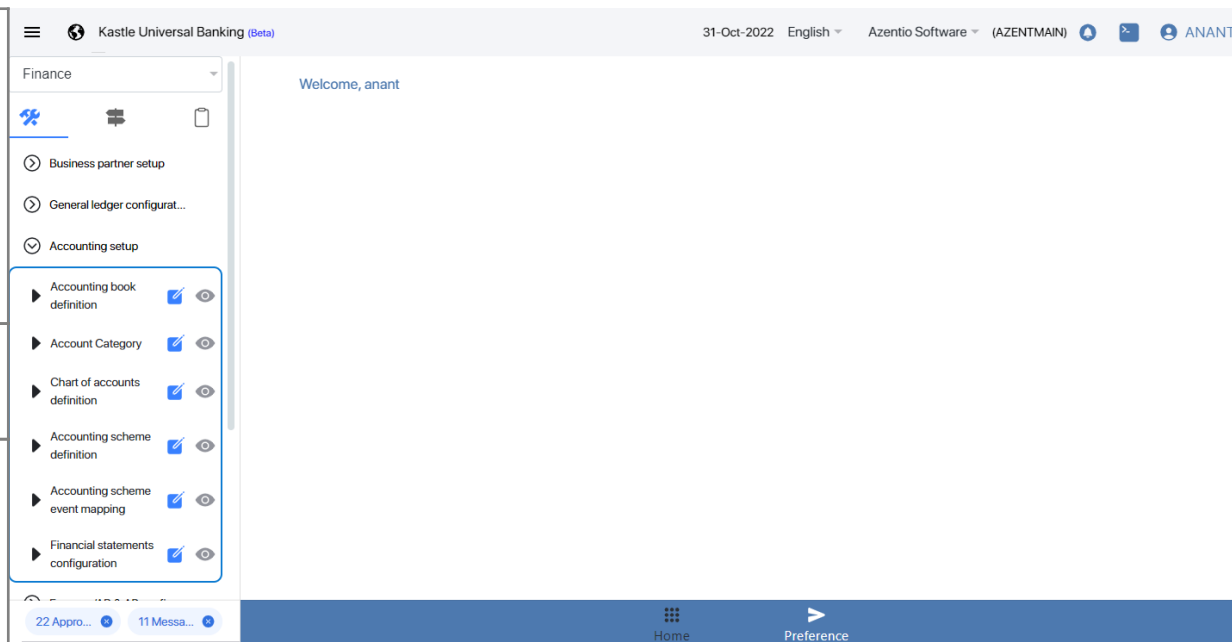 Kastle Universal Banking (Beta)
31-Oct-2022 English Azentio Software (AZENTMAIN) ANANT
Finance
Welcome, anant
Business partner setup
General ledger configurat...
Accounting setup
Accounting book
definition
Account Category
Chart of accounts
definition
Accounting scheme
definition
Accounting scheme
event mapping
Financial statements
configuration
22 Appro...
11 Messa...
Home
Preference